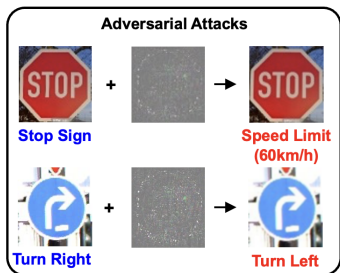 Adversarial Attacks
STOP + → STOP
Stop Sign
Speed Limit
(60km/h)
+ →
Turn Right
Turn Left